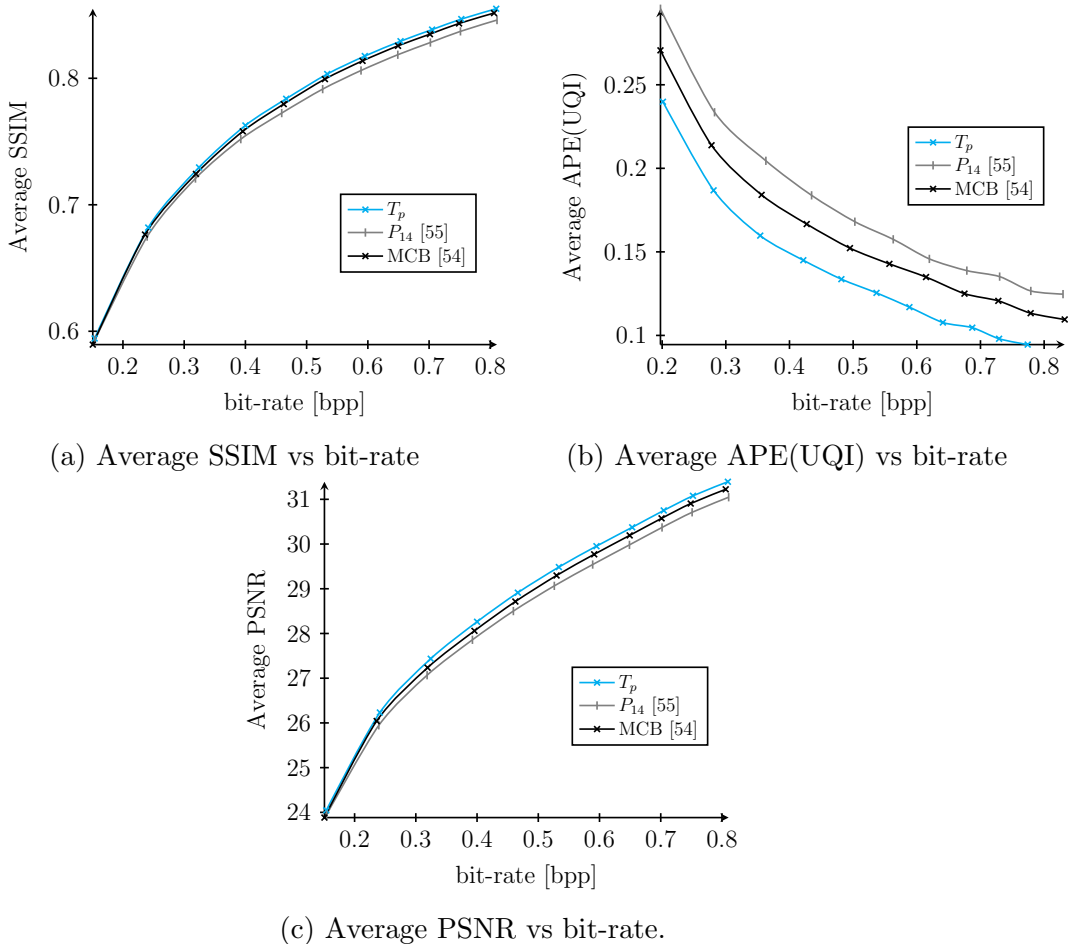 0.8
0.7
0.6
Average SSIM
T_p
P_14 [55]
MCB [54]
0.2 0.3 0.4 0.5 0.6 0.7 0.8
bit-rate [bpp]
(a) Average SSIM vs bit-rate
0.25
0.2
0.15
0.1
Average APE(UQI)
T_p
P_14 [55]
MCB [54]
0.2 0.3 0.4 0.5 0.6 0.7 0.8
bit-rate [bpp]
(b) Average APE(UQI) vs bit-rate
31
30
29
28
27
26
25
24
Average PSNR
T_p
P_14 [55]
MCB [54]
0.2 0.3 0.4 0.5 0.6 0.7 0.8
bit-rate [bpp]
(c) Average PSNR vs bit-rate.